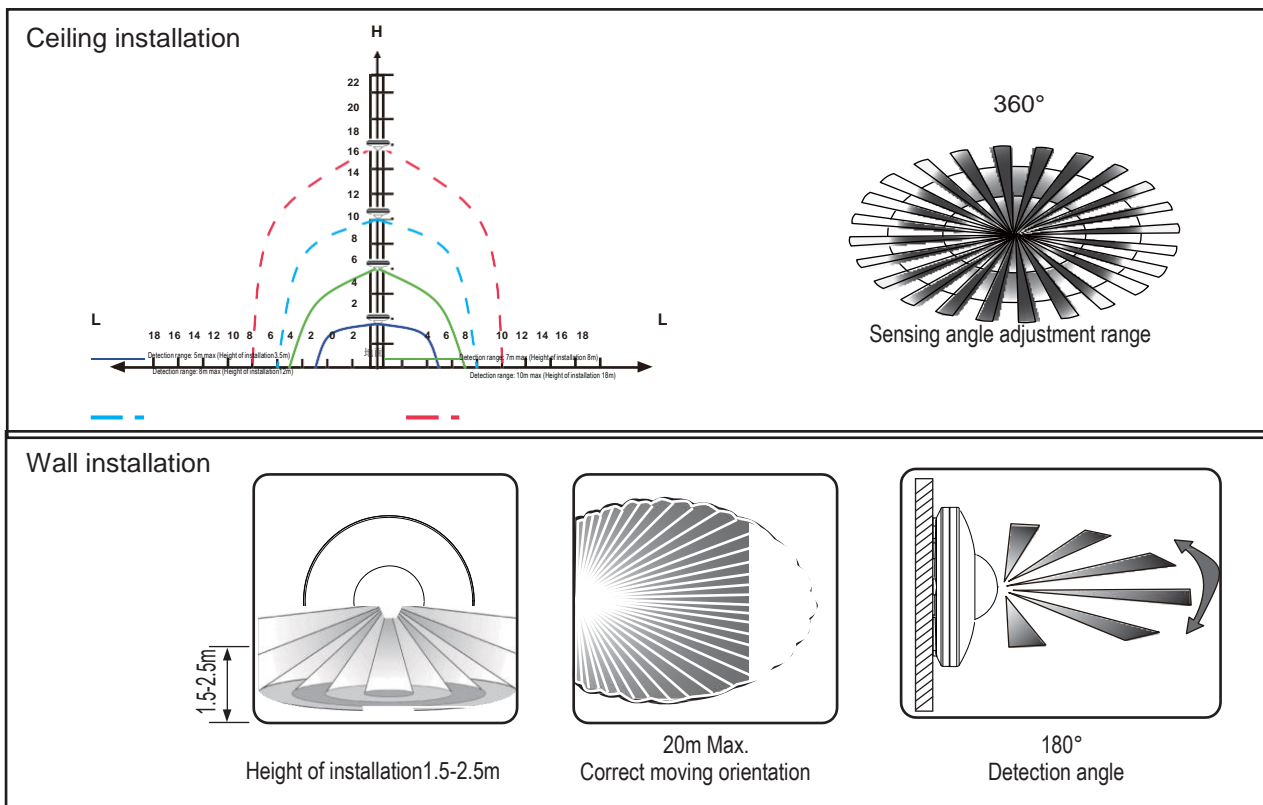 Ceiling installation
H
22
20
18
16
14
12
10
8
6
4
2
L
L
18 16 14 12 10 8 6 4 2 0 2 4 6 8 10 12 14 16 18
地面
Detection range: 5m max (Height of installation3.5m)
Detection range: 7m max (Height of installation 8m)
Detection range: 8m max (Height of installation12m)
Detection range: 10m max (Height of installation 18m)
360°
Sensing angle adjustment range
Wall installation
1.5-2.5m
Height of installation1.5-2.5m
20m Max.
Correct moving orientation
180°
Detection angle